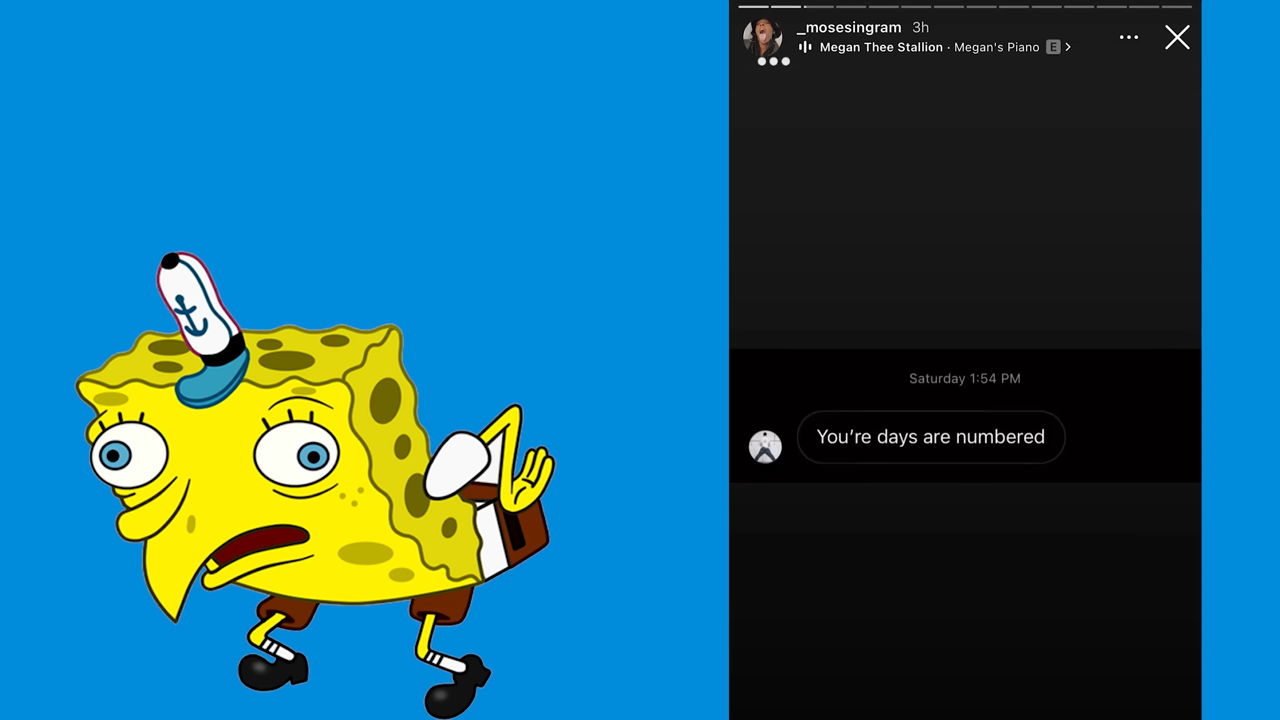 _mosesingram 3h
Megan Thee Stallion · Megan's Piano E
Saturday 1:54 PM
You’re days are numbered